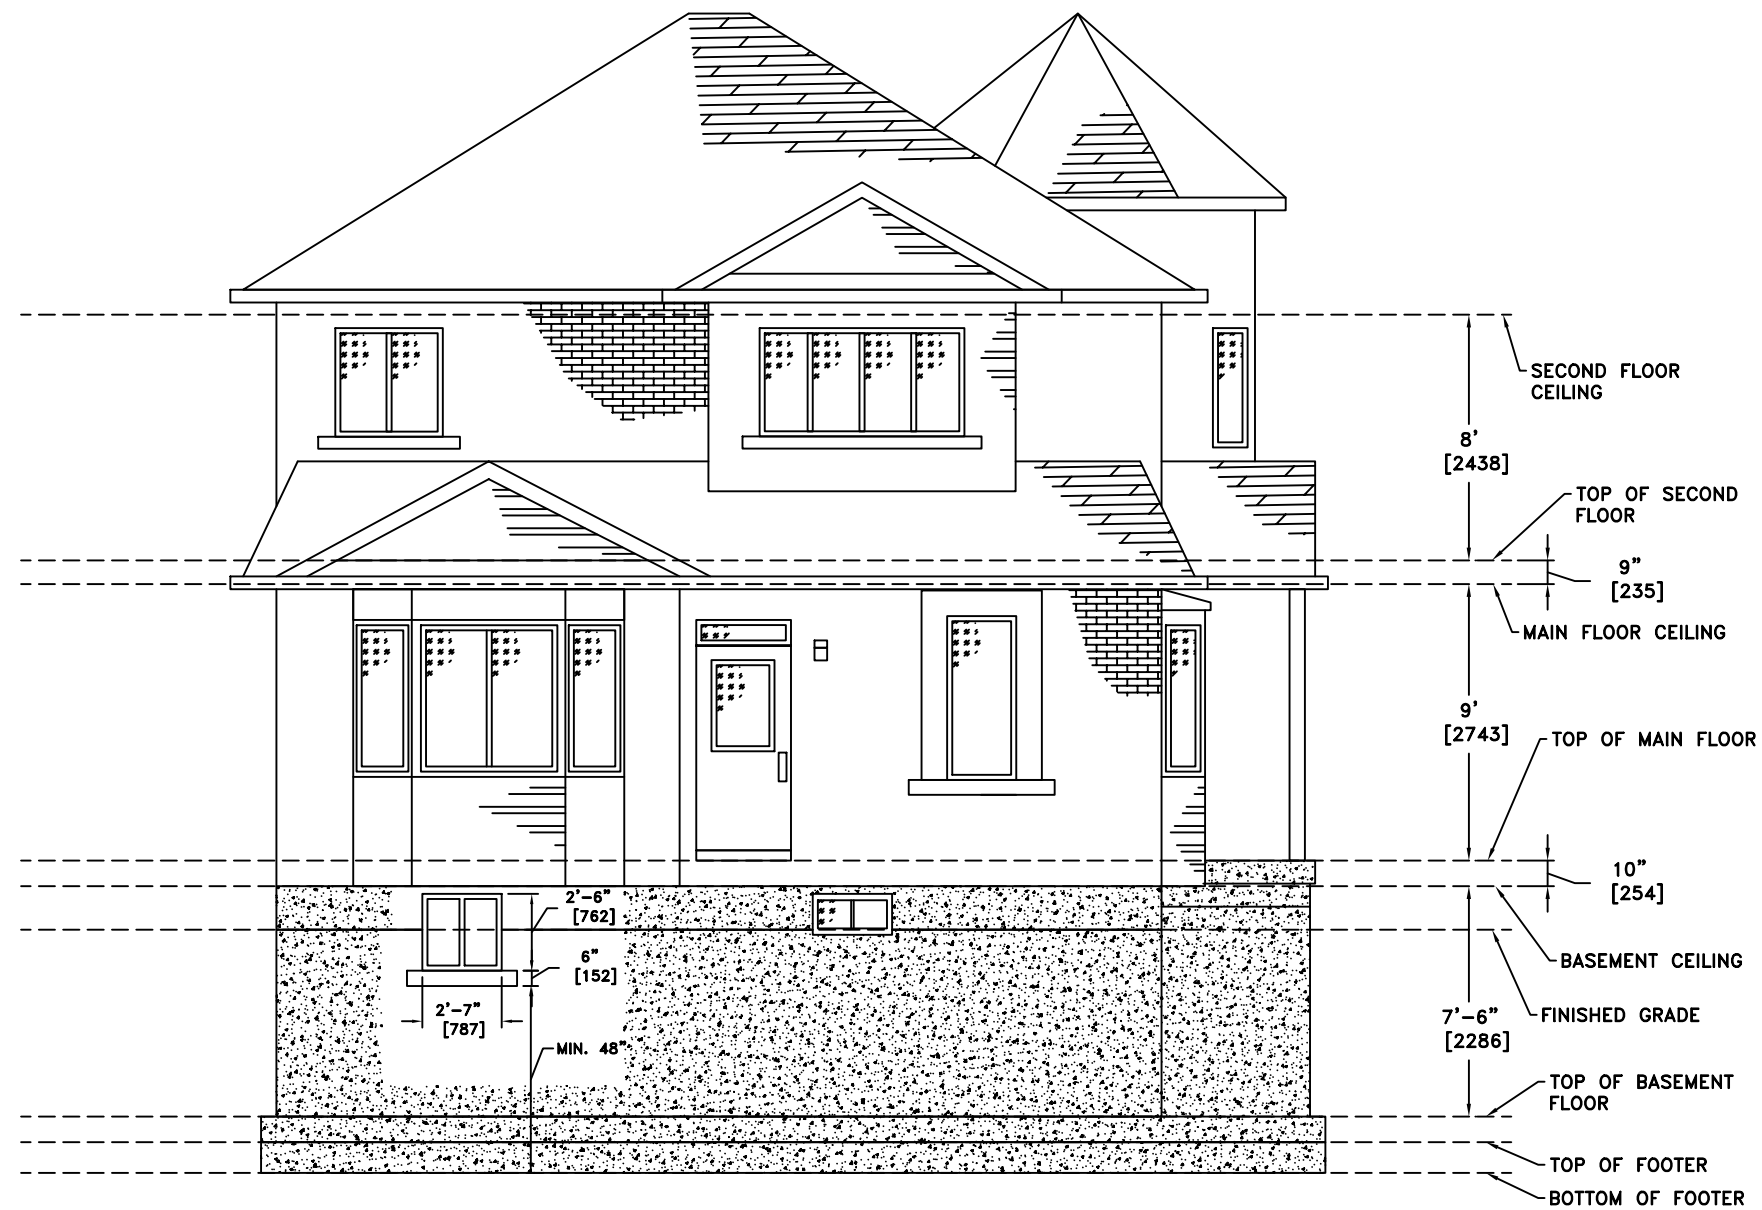 SECOND FLOOR
CEILING
8'
[2438]
TOP OF SECOND
FLOOR
9"
[235]
MAIN FLOOR CEILING
9'
[2743]
TOP OF MAIN FLOOR
10"
[254]
2'-6"
[762]
BASEMENT CEILING
6"
[152]
2'-7"
[787]
FINISHED GRADE
7'-6"
[2286]
MIN. 48"
TOP OF BASEMENT
FLOOR
TOP OF FOOTER
BOTTOM OF FOOTER